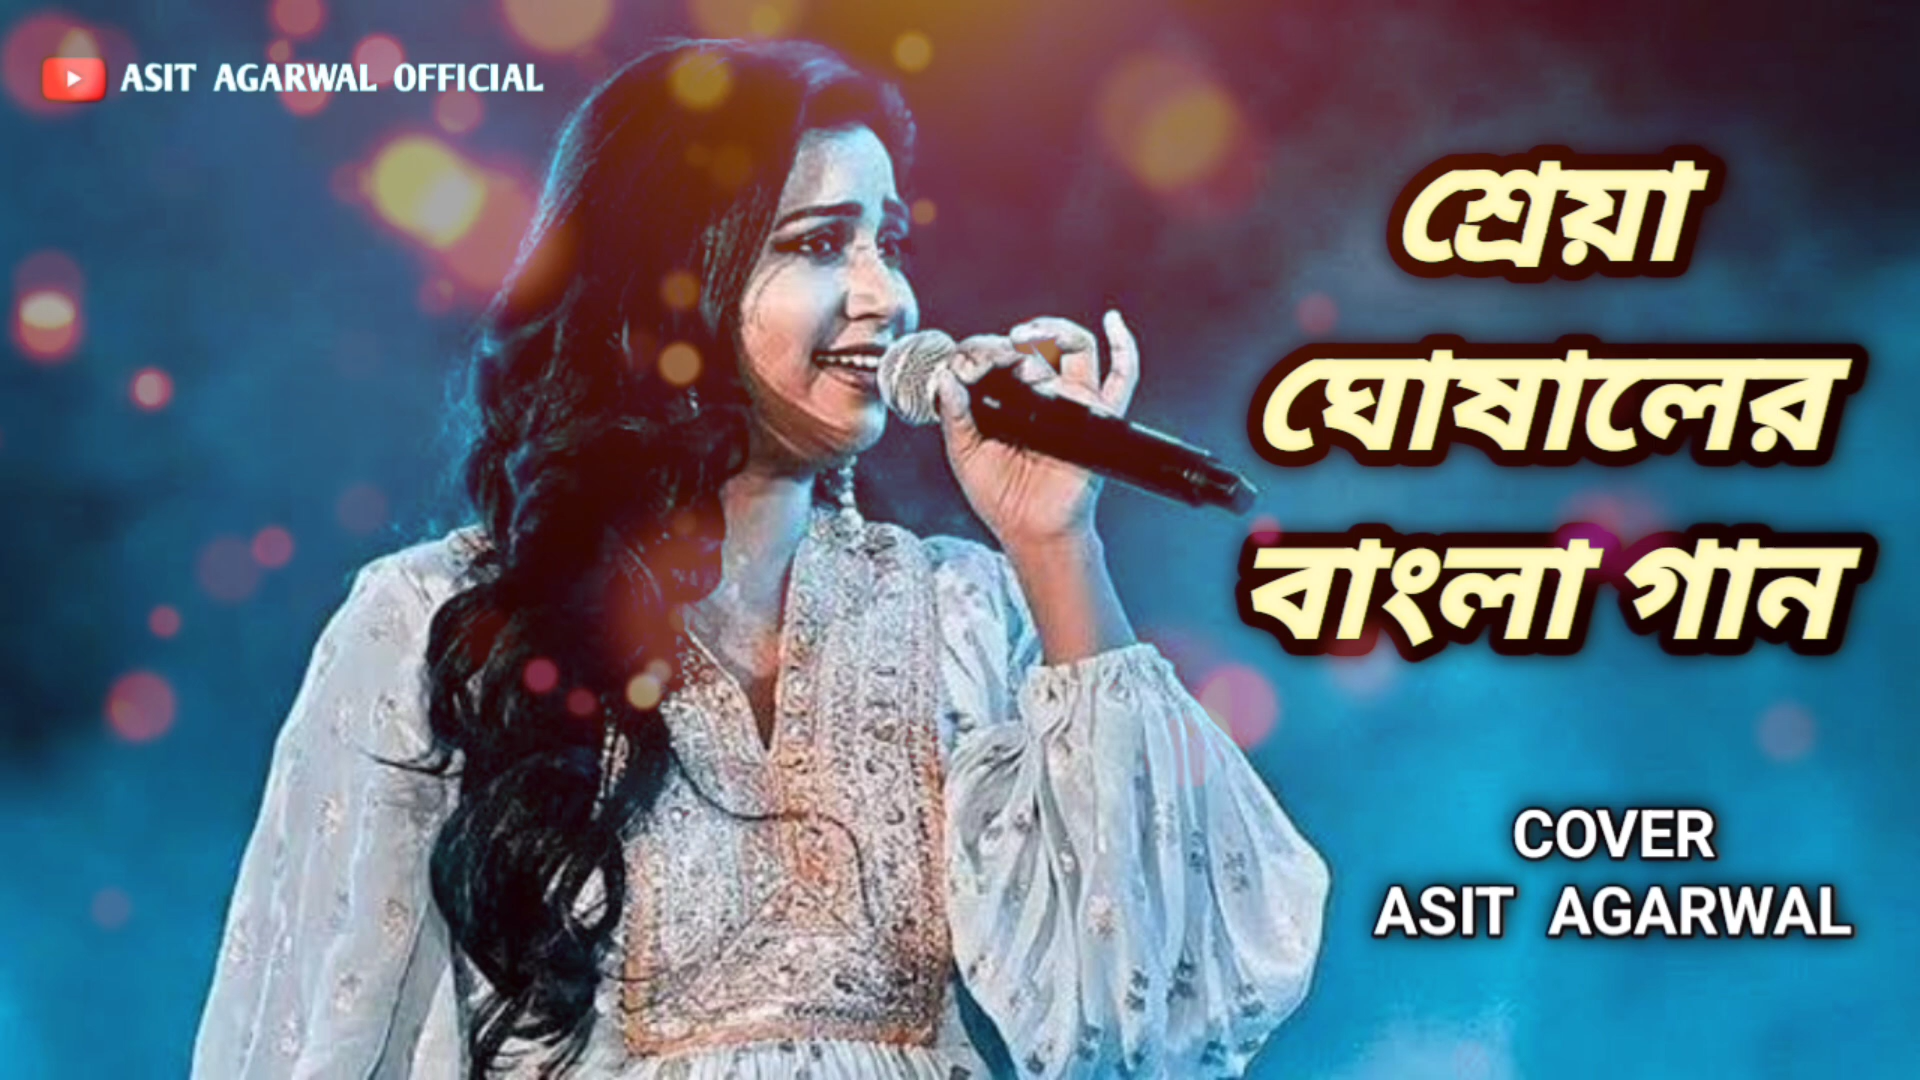 ASIT AGARWAL OFFICIAL
শ্রেয়া
ঘোষালের
বাংলা গান
COVER
ASIT AGARWAL